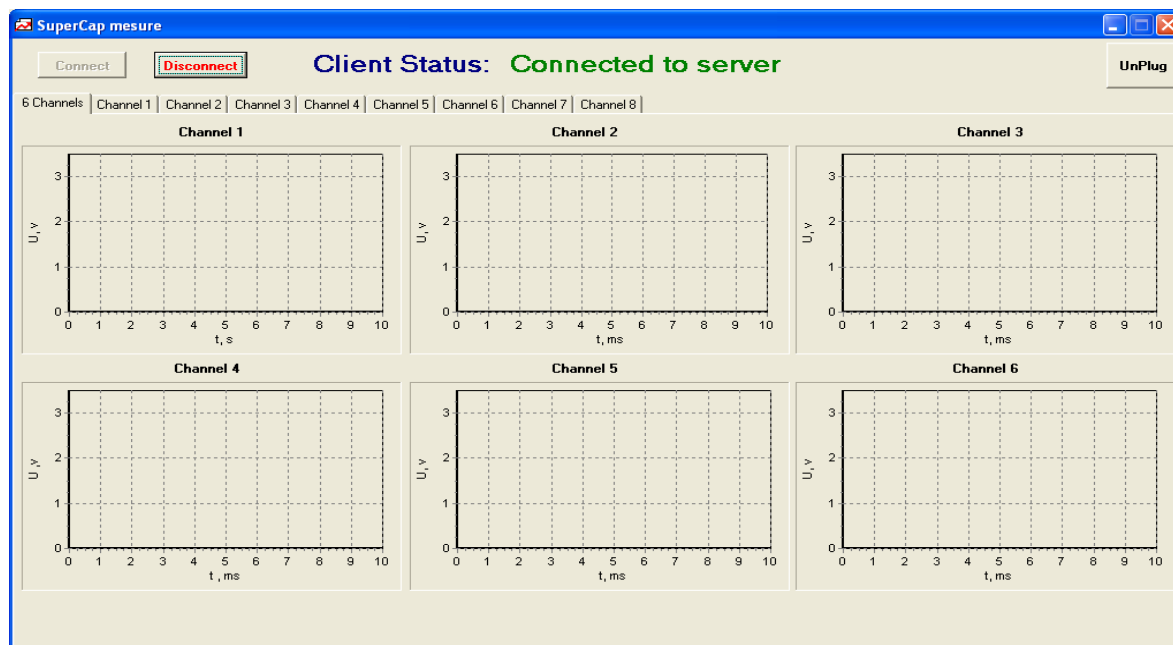 SuperCap mesure
Connect Disconnect Client Status: Connected to server UnPlug
6 Channels Channel 1 Channel 2 Channel 3 Channel 4 Channel 5 Channel 6 Channel 7 Channel 8
Channel 1
U,v
3
2
1
0
0 1 2 3 4 5 6 7 8 9 10
t, s
Channel 2
U,v
3
2
1
0
0 1 2 3 4 5 6 7 8 9 10
t, ms
Channel 3
U,v
3
2
1
0
0 1 2 3 4 5 6 7 8 9 10
t, ms
Channel 4
U,v
3
2
1
0
0 1 2 3 4 5 6 7 8 9 10
t , ms
Channel 5
U,v
3
2
1
0
0 1 2 3 4 5 6 7 8 9 10
t, ms
Channel 6
U,v
3
2
1
0
0 1 2 3 4 5 6 7 8 9 10
t, ms